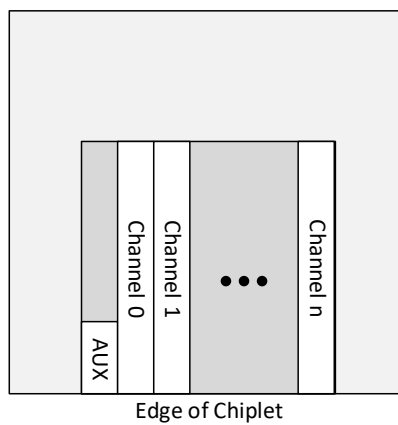 AUX
Channel 0
Channel 1
Channel n
Edge of Chiplet